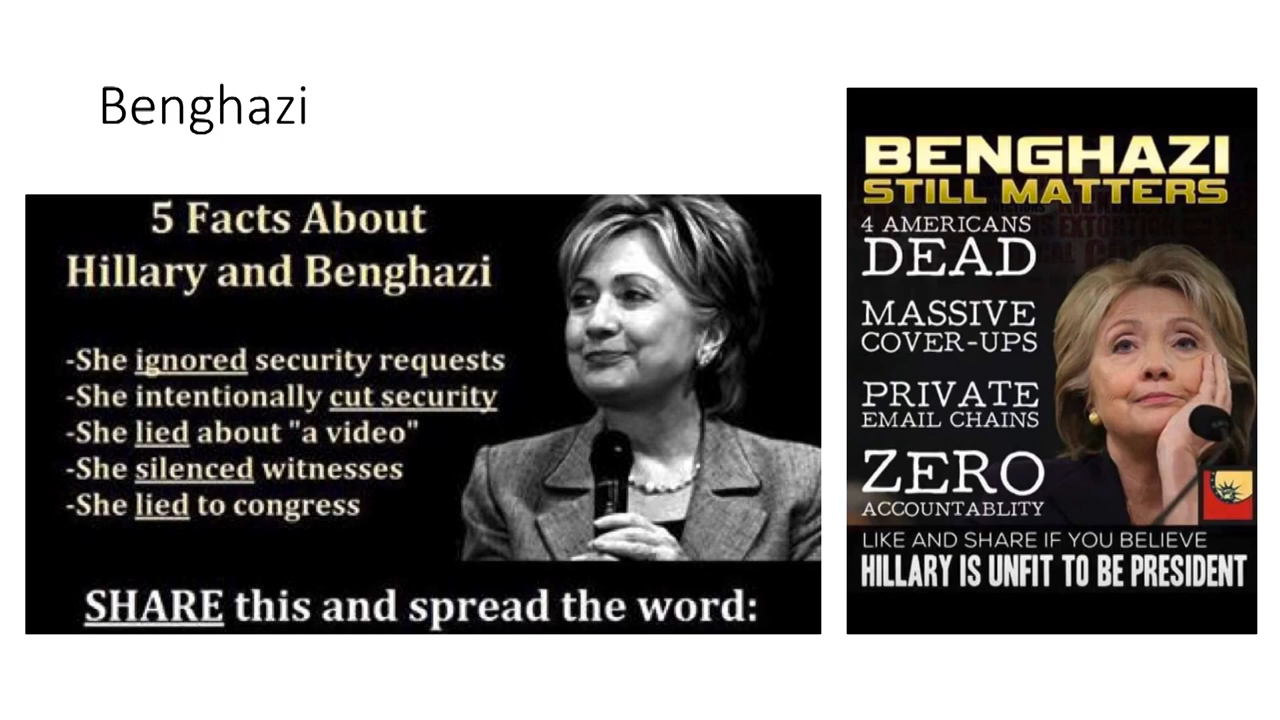 Benghazi
5 Facts About
Hillary and Benghazi
-She ignored security requests
-She intentionally cut security
-She lied about "a video"
-She silenced witnesses
-She lied to congress
SHARE this and spread the word:
BENGHAZI
STILL MATTERS
4 AMERICANS
DEAD
MASSIVE
COVER-UPS
PRIVATE
EMAIL CHAINS
ZERO
ACCOUNTABLITY
LIKE AND SHARE IF YOU BELIEVE
HILLARY IS UNFIT TO BE PRESIDENT